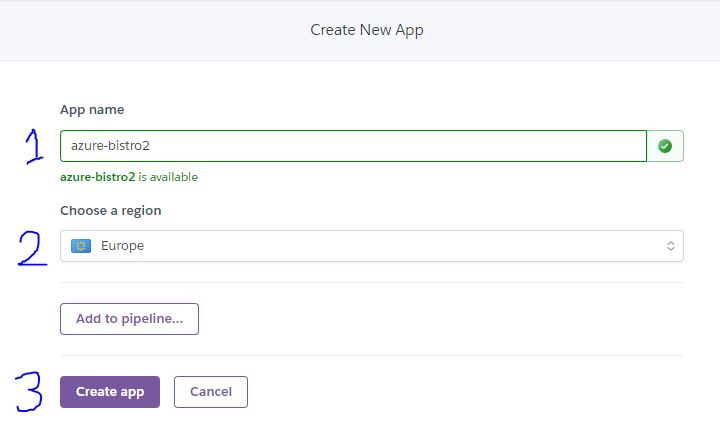 Create New App
App name
1 azure-bistro2
azure-bistro2 is available
Choose a region
2 Europe
Add to pipeline...
3 Create app Cancel